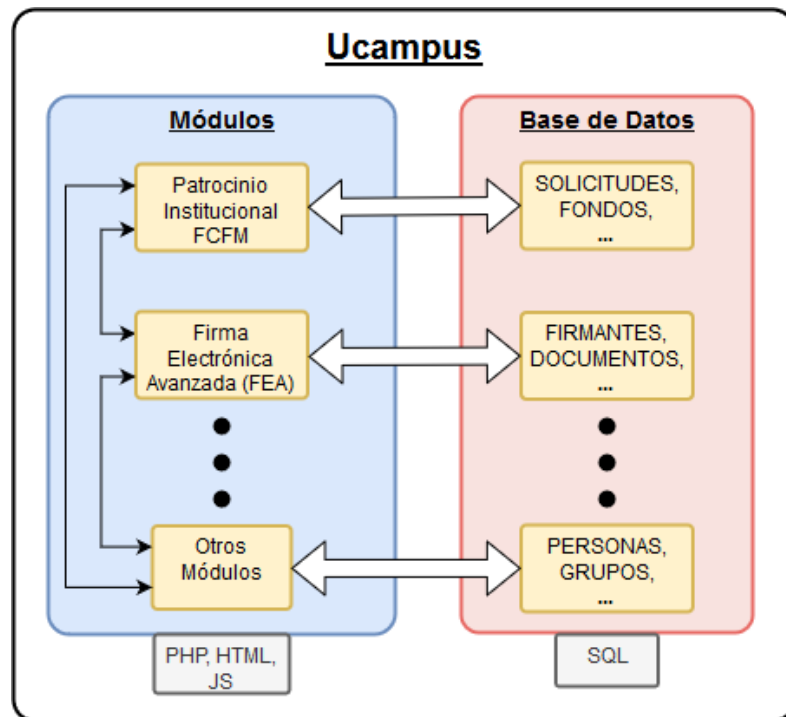 Ucampus
Módulos
Patrocinio
Institucional
FCFM
Firma
Electrónica
Avanzada (FEA)
Otros
Módulos
PHP, HTML,
JS
Base de Datos
SOLICITUDES,
FONDOS,
...
FIRMANTES,
DOCUMENTOS,
...
PERSONAS,
GRUPOS,
...
SQL